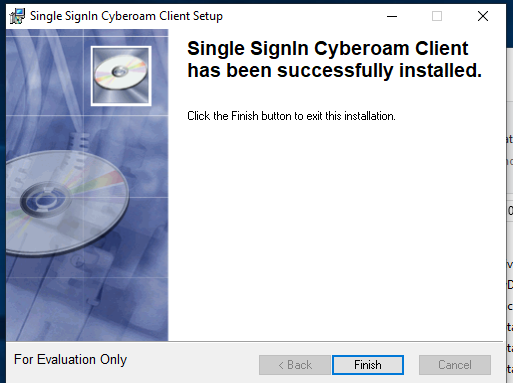 Single SignIn Cyberoam Client Setup
Single SignIn Cyberoam Client
has been successfully installed.
Click the Finish button to exit this installation.
For Evaluation Only
< Back
Finish
Cancel